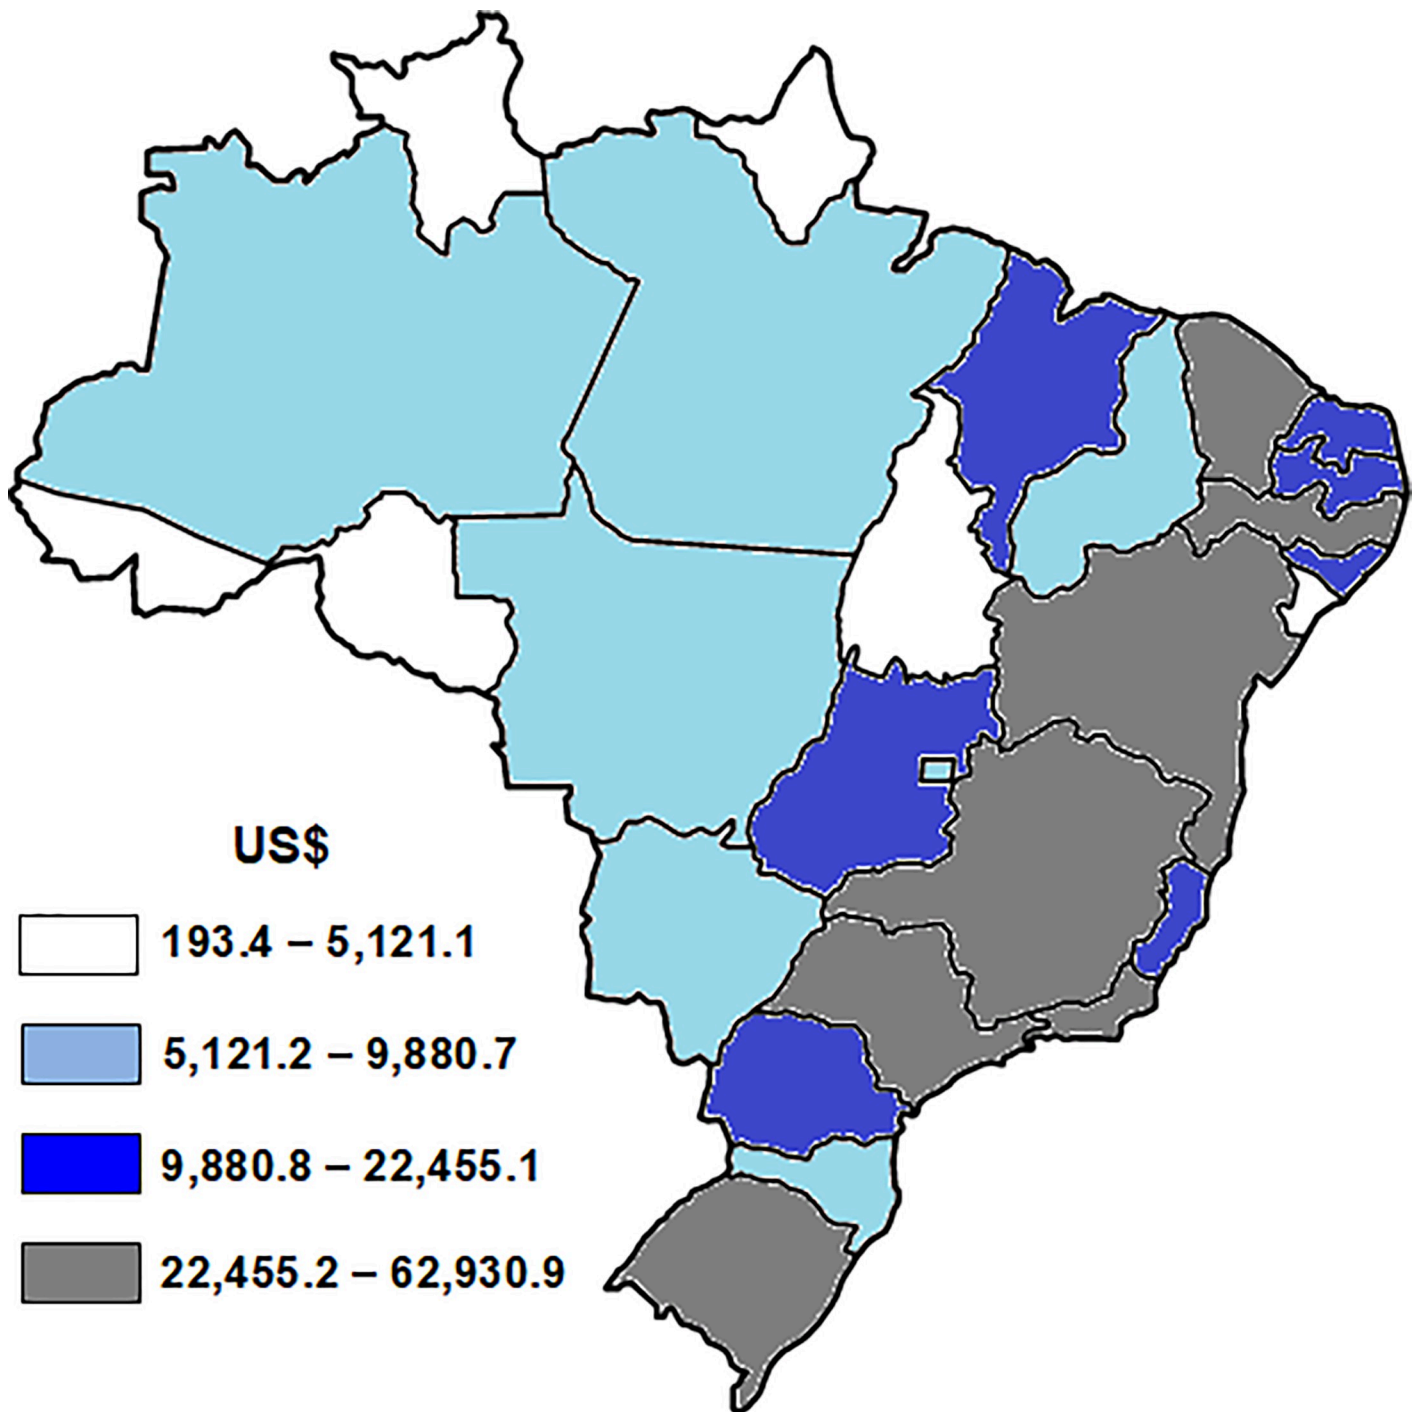 US$
193.4 – 5,121.1
5,121.2 – 9,880.7
9,880.8 – 22,455.1
22,455.2 – 62,930.9